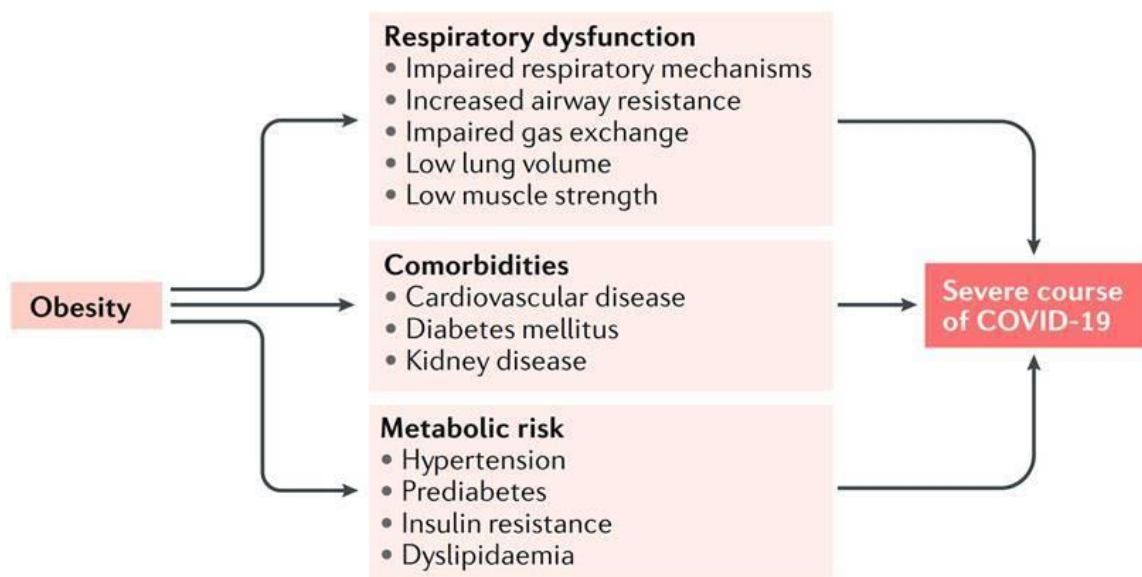 Respiratory dysfunction
• Impaired respiratory mechanisms
• Increased airway resistance
• Impaired gas exchange
• Low lung volume
• Low muscle strength
Obesity
Comorbidities
• Cardiovascular disease
• Diabetes mellitus
• Kidney disease
Severe course
of COVID-19
Metabolic risk
• Hypertension
• Prediabetes
• Insulin resistance
• Dyslipidaemia